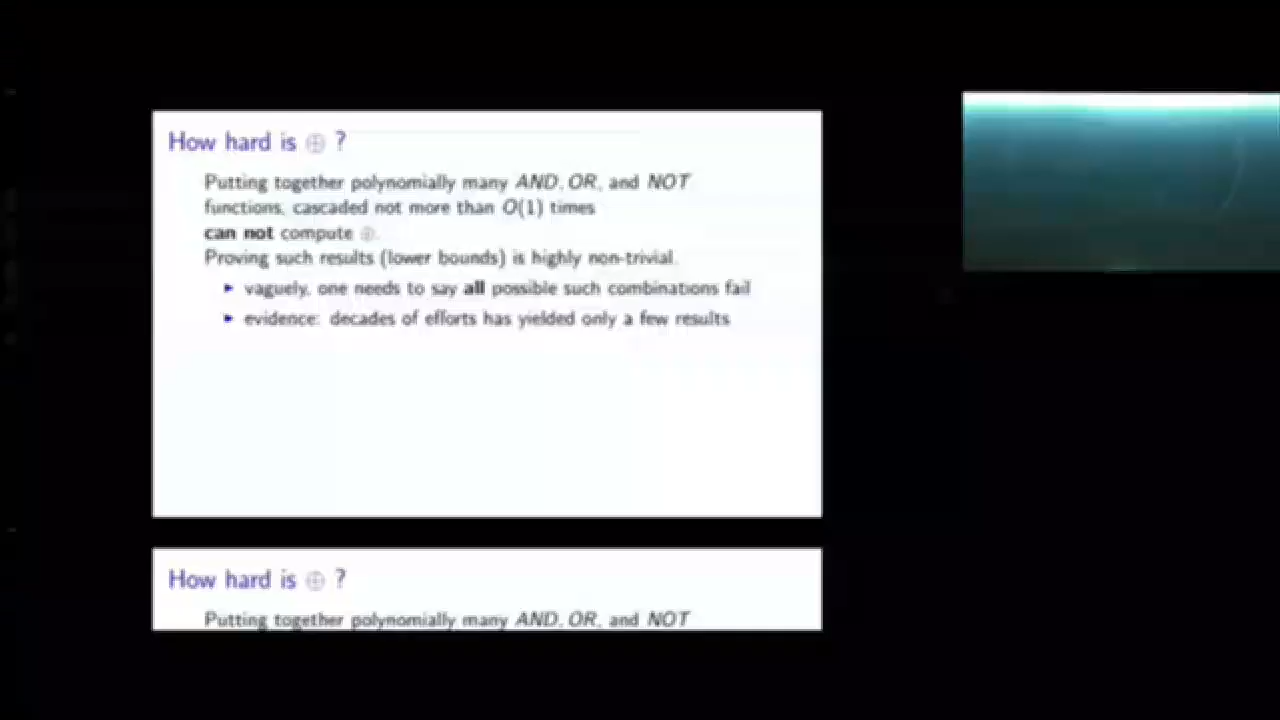 How hard is ⊕ ?
Putting together polynomially many AND, OR, and NOT
functions, cascaded not more than O(1) times
can not compute ⊕.
Proving such results (lower bounds) is highly non-trivial.
▶ vaguely, one needs to say all possible such combinations fail
▶ evidence: decades of efforts has yielded only a few results
How hard is ⊕ ?
Putting together polynomially many AND, OR, and NOT